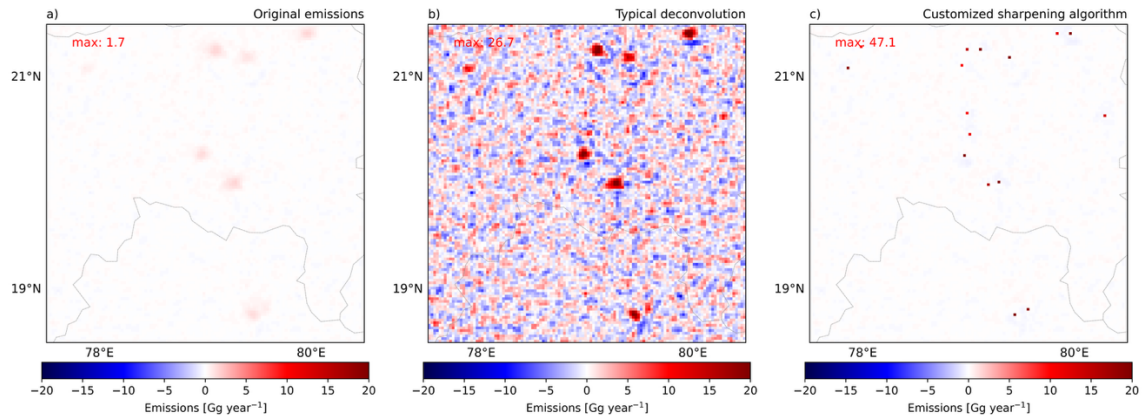 a) Original emissions
max: 1.7
21°N
19°N
78°E 80°E
−20 −15 −10 −5 0 5 10 15 20
Emissions [Gg year⁻¹]
b) Typical deconvolution
max: 26.7
21°N
19°N
78°E 80°E
−20 −15 −10 −5 0 5 10 15 20
Emissions [Gg year⁻¹]
c) Customized sharpening algorithm
max: 47.1
21°N
19°N
78°E 80°E
−20 −15 −10 −5 0 5 10 15 20
Emissions [Gg year⁻¹]